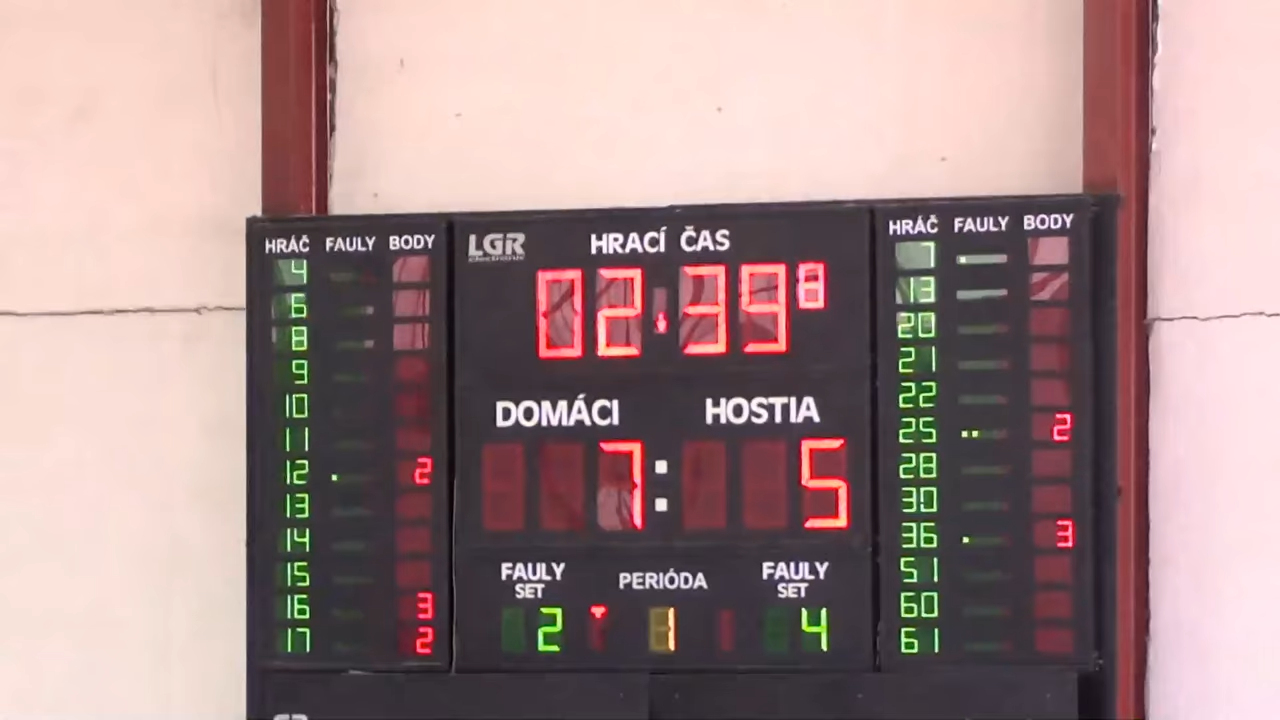 HRÁČ FAULY BODY
4
6
8
9
10
11
12 . 2
13
14
15
16 3
17 2
LGR
electronic
HRACÍ ČAS
02:39 8
DOMÁCI HOSTIA
7:5
FAULY SET PERIÓDA FAULY SET
2 1 4
HRÁČ FAULY BODY
7 .
13
20
21
22
25 .. 2
28
30
36 . 3
51
60
61